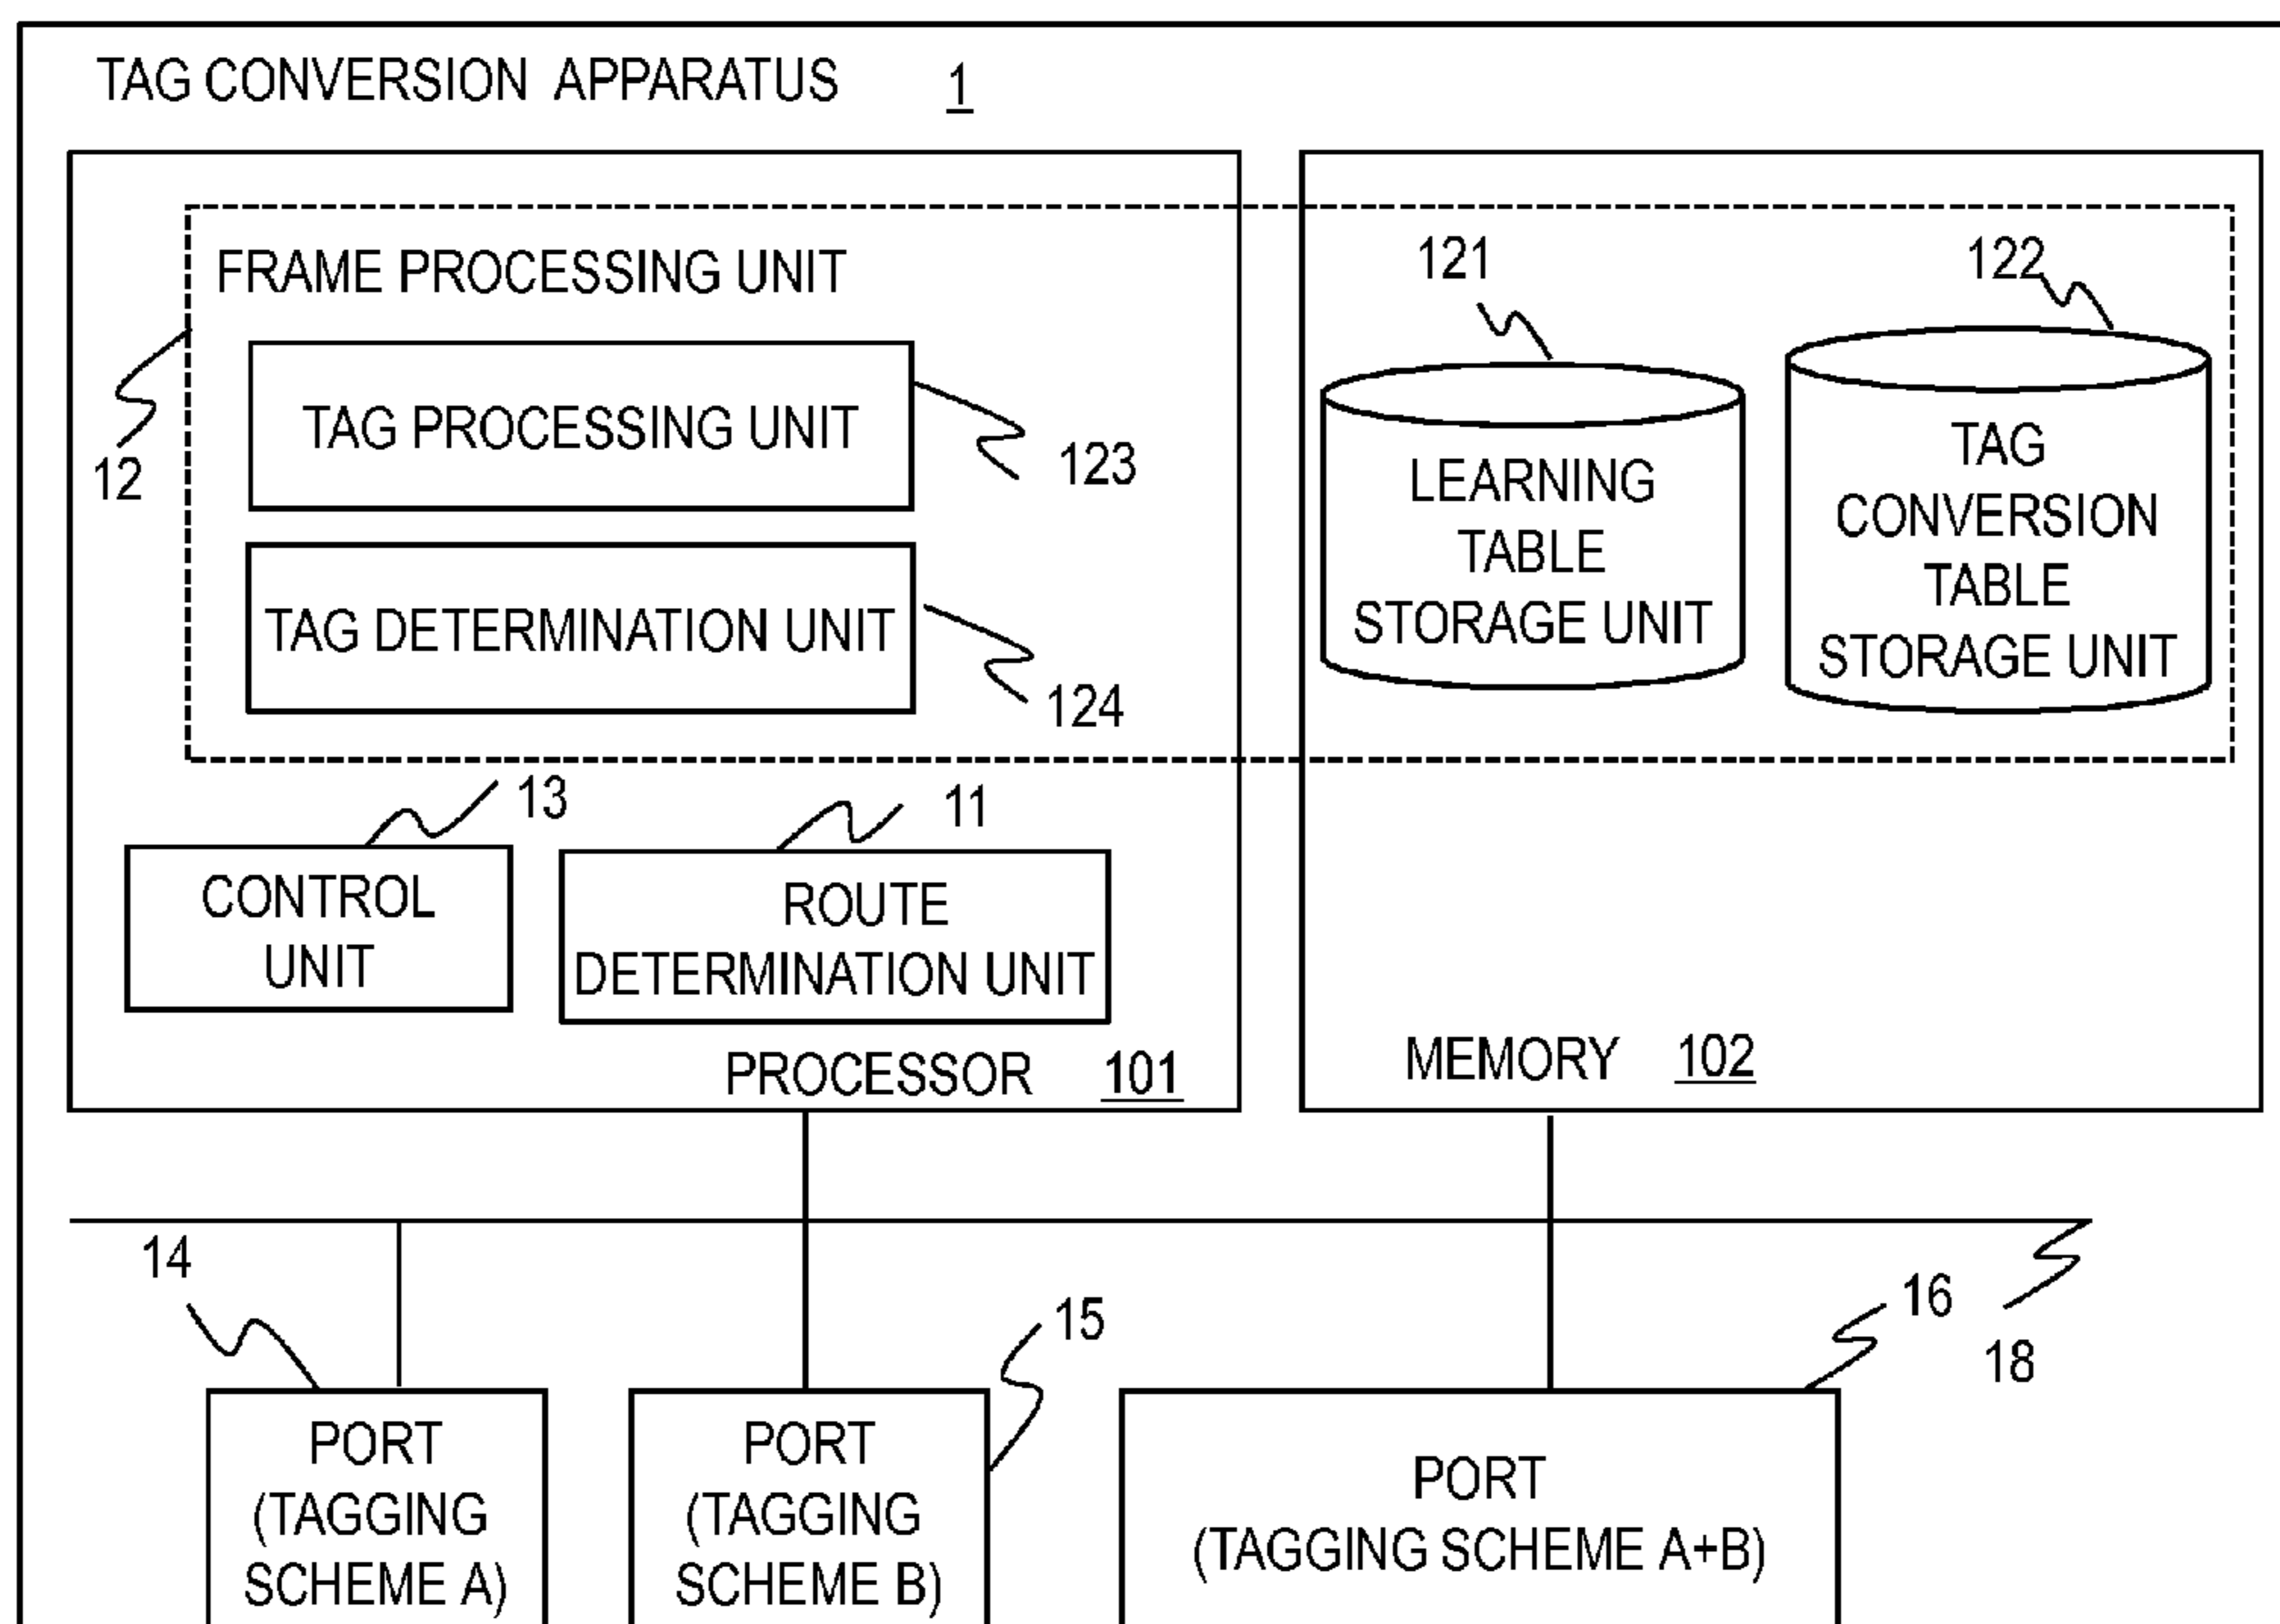 TAG CONVERSION APPARATUS 1
FRAME PROCESSING UNIT
12
TAG PROCESSING UNIT
123
TAG DETERMINATION UNIT
124
121
LEARNING
TABLE
STORAGE UNIT
122
TAG
CONVERSION
TABLE
STORAGE UNIT
13
CONTROL
UNIT
11
ROUTE
DETERMINATION UNIT
PROCESSOR 101
MEMORY 102
18
14
PORT
(TAGGING
SCHEME A)
15
PORT
(TAGGING
SCHEME B)
16
PORT
(TAGGING SCHEME A+B)